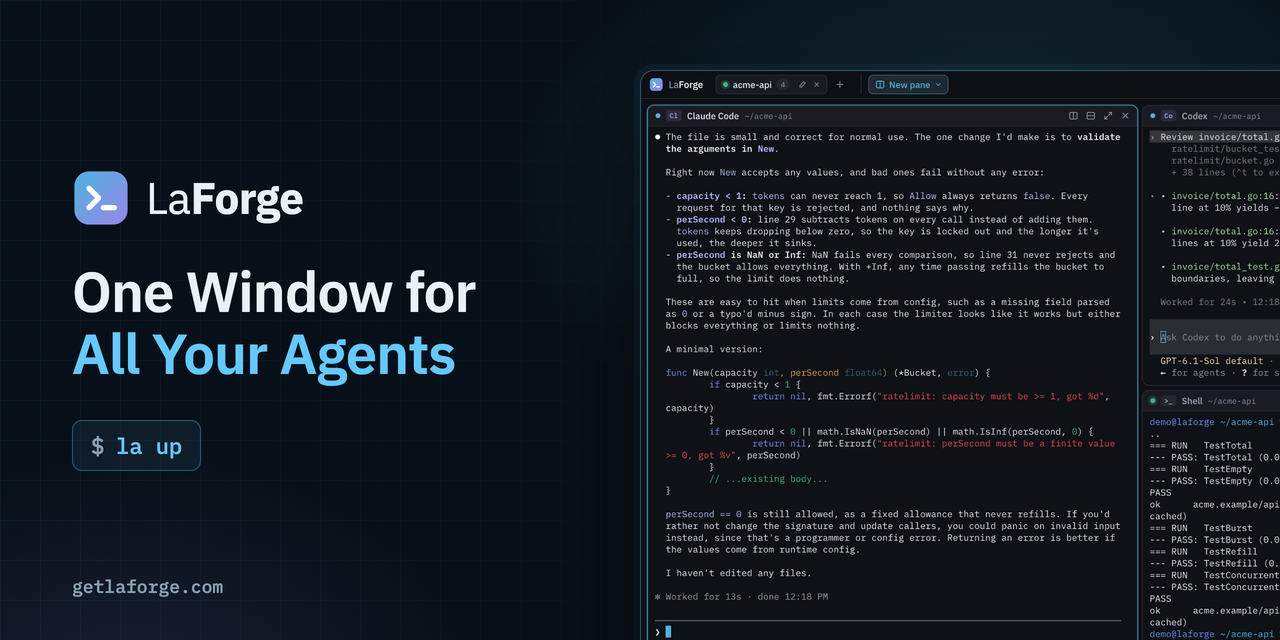 LaForge
One Window for
All Your Agents
$ la up
getlaforge.com
LaForge
acme-api 4
New pane
Cl Claude Code ~/acme-api
The file is small and correct for normal use. The one change I'd make is to validate
the arguments in New.
Right now New accepts any values, and bad ones fail without any error:
- capacity < 1: tokens can never reach 1, so Allow always returns false. Every
request for that key is rejected, and nothing says why.
- perSecond < 0: line 29 subtracts tokens on every call instead of adding them.
tokens keeps dropping below zero, so the key is locked out and the longer it's
used, the deeper it sinks.
- perSecond is NaN or Inf: NaN fails every comparison, so line 31 never rejects and
the bucket allows everything. With +Inf, any time passing refills the bucket to
full, so the limit does nothing.
These are easy to hit when limits come from config, such as a missing field parsed
as 0 or a typo'd minus sign. In each case the limiter looks like it works but either
blocks everything or limits nothing.
A minimal version:
func New(capacity int, perSecond float64) (*Bucket, error) {
if capacity < 1 {
return nil, fmt.Errorf("ratelimit: capacity must be >= 1, got %d",
capacity)
}
if perSecond < 0 || math.IsNaN(perSecond) || math.IsInf(perSecond, 0) {
return nil, fmt.Errorf("ratelimit: perSecond must be a finite value
>= 0, got %v", perSecond)
}
// ...existing body...
}
perSecond == 0 is still allowed, as a fixed allowance that never refills. If you'd
rather not change the signature and update callers, you could panic on invalid input
instead, since that's a programmer or config error. Returning an error is better if
the values come from runtime config.
I haven't edited any files.
✻ Worked for 13s · done 12:18 PM
❯
Co Codex ~/acme-api
› Review invoice/total.g
ratelimit/bucket_tes
ratelimit/bucket.go
+ 38 lines (^t to ex
• invoice/total.go:16:
line at 10% yields
• invoice/total.go:16:
lines at 10% yield 2
• invoice/total_test.g
boundaries, leaving
Worked for 24s • 12:18
› Ask Codex to do anythi
GPT-6.1-Sol default ·
← for agents · ? for s
Shell ~/acme-api
demo@laforge ~/acme-api
..
=== RUN TestTotal
--- PASS: TestTotal (0.0
=== RUN TestEmpty
--- PASS: TestEmpty (0.0
PASS
ok acme.example/api
cached)
=== RUN TestBurst
--- PASS: TestBurst (0.0
=== RUN TestRefill
--- PASS: TestRefill (0.
=== RUN TestConcurrent
--- PASS: TestConcurrent
PASS
ok acme.example/api
cached)
demo@laforge ~/acme-api